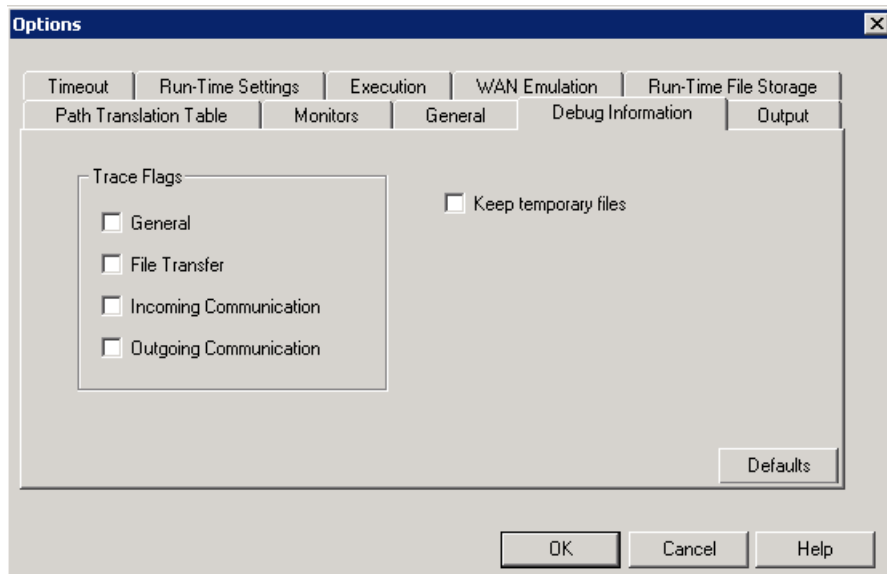 Options
Timeout Run-Time Settings Execution WAN Emulation Run-Time File Storage
Path Translation Table Monitors General Debug Information Output
Trace Flags
Keep temporary files
General
File Transfer
Incoming Communication
Outgoing Communication
Defaults
OK Cancel Help